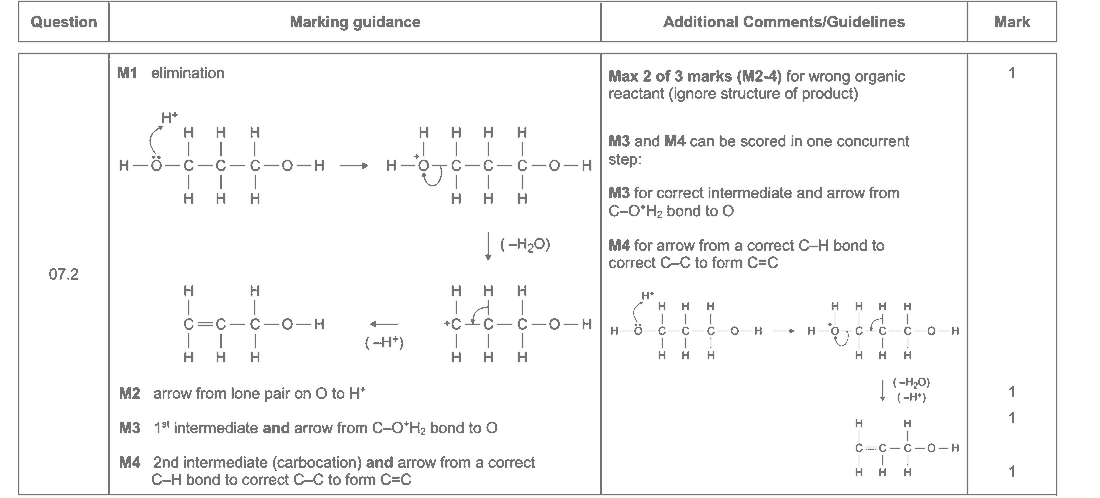 Question Marking guidance Additional Comments/Guidelines Mark
07.2
M1 elimination
H⁺
H H H
H–Ö–C–C–C–O–H
H H H
H H H H
H–O⁺–C–C–C–O–H
H H H
(–H₂O)
H H H
⁺C–C–C–O–H
H H H
(–H⁺)
H H
C=C–C–O–H
H H H
M2 arrow from lone pair on O to H⁺
M3 1st intermediate and arrow from C–O⁺H₂ bond to O
M4 2nd intermediate (carbocation) and arrow from a correct
C–H bond to correct C–C to form C=C
Max 2 of 3 marks (M2-4) for wrong organic
reactant (ignore structure of product)
M3 and M4 can be scored in one concurrent
step:
M3 for correct intermediate and arrow from
C–O⁺H₂ bond to O
M4 for arrow from a correct C–H bond to
correct C–C to form C=C
H⁺
H H H
H–Ö–C–C–C–O–H
H H H
H H H H
H–O⁺–C–C–C–O–H
H H H
(–H₂O)
(–H⁺)
H H
C=C–C–O–H
H H H
1
1
1
1